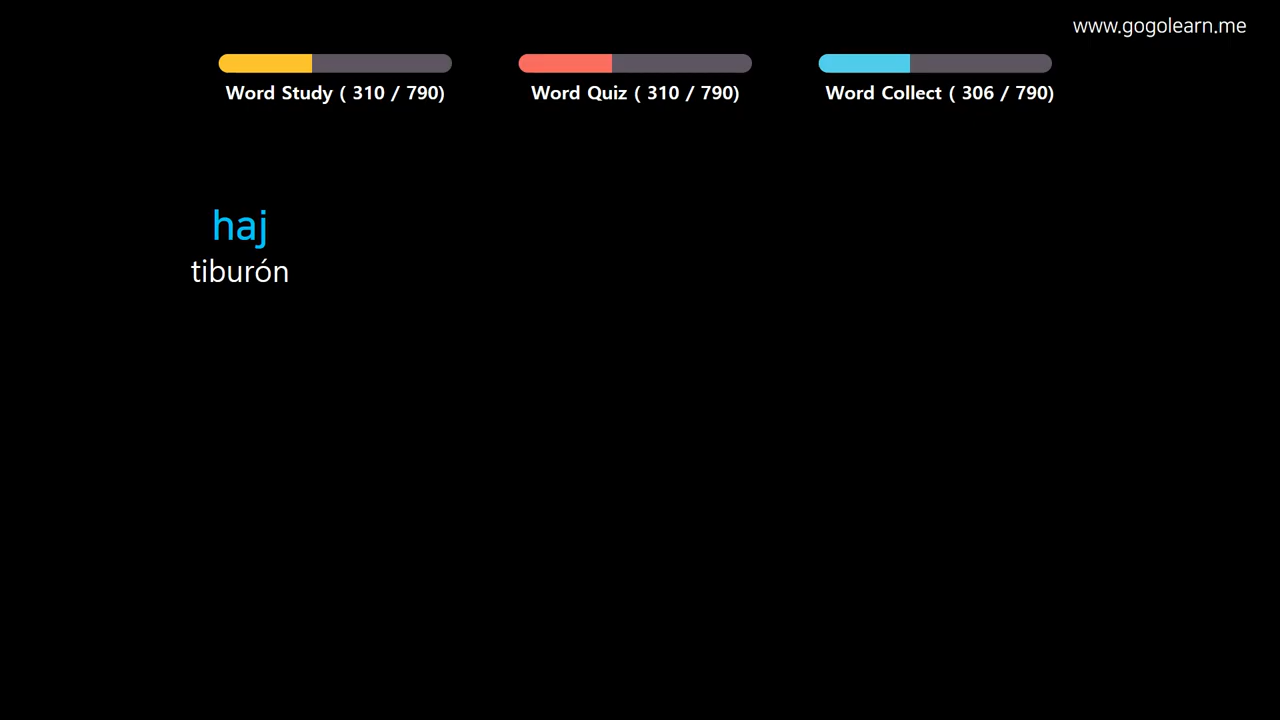 www.gogolearn.me
Word Study ( 310 / 790)
Word Quiz ( 310 / 790)
Word Collect ( 306 / 790)
haj
tiburón